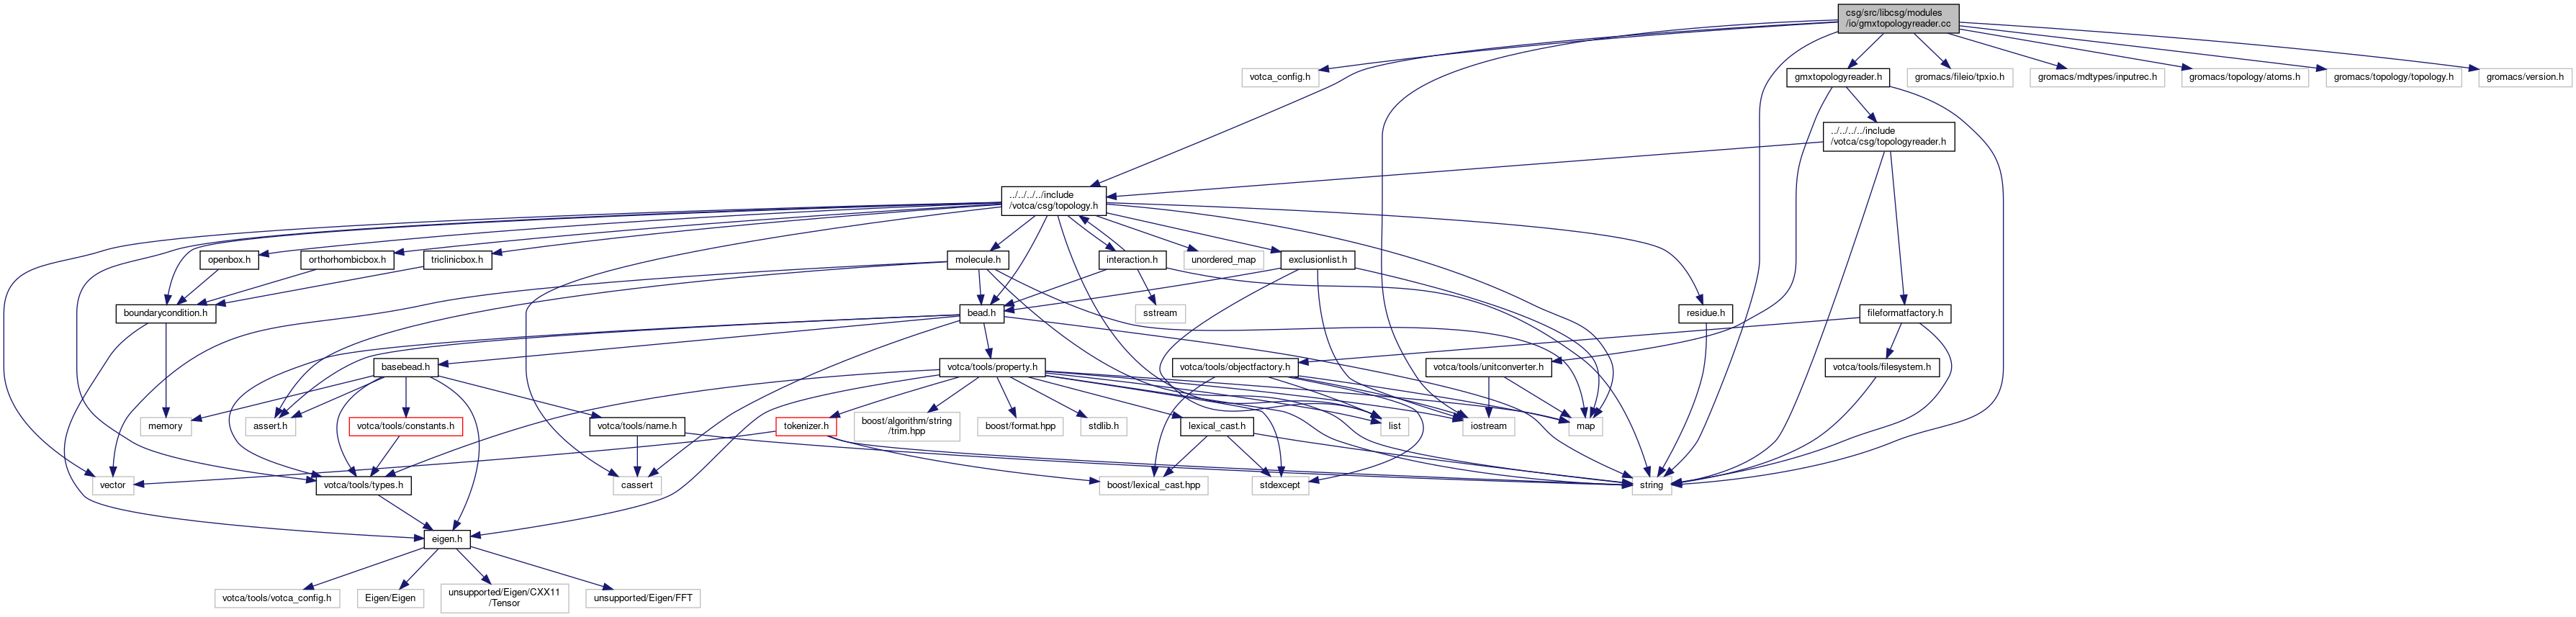 csg/src/libcsg/modules
/io/gmxtopologyreader.cc
votca_config.h
gmxtopologyreader.h
gromacs/fileio/tpxio.h
gromacs/mdtypes/inputrec.h
gromacs/topology/atoms.h
gromacs/topology/topology.h
gromacs/version.h
../../../../include
/votca/csg/topologyreader.h
../../../../include
/votca/csg/topology.h
openbox.h
orthorhombicbox.h
triclinicbox.h
molecule.h
interaction.h
unordered_map
exclusionlist.h
boundarycondition.h
bead.h
sstream
residue.h
fileformatfactory.h
basebead.h
votca/tools/property.h
votca/tools/objectfactory.h
votca/tools/unitconverter.h
votca/tools/filesystem.h
memory
assert.h
votca/tools/constants.h
votca/tools/name.h
tokenizer.h
boost/algorithm/string
/trim.hpp
boost/format.hpp
stdlib.h
lexical_cast.h
list
iostream
map
vector
votca/tools/types.h
cassert
boost/lexical_cast.hpp
stdexcept
string
eigen.h
votca/tools/votca_config.h
Eigen/Eigen
unsupported/Eigen/CXX11
/Tensor
unsupported/Eigen/FFT